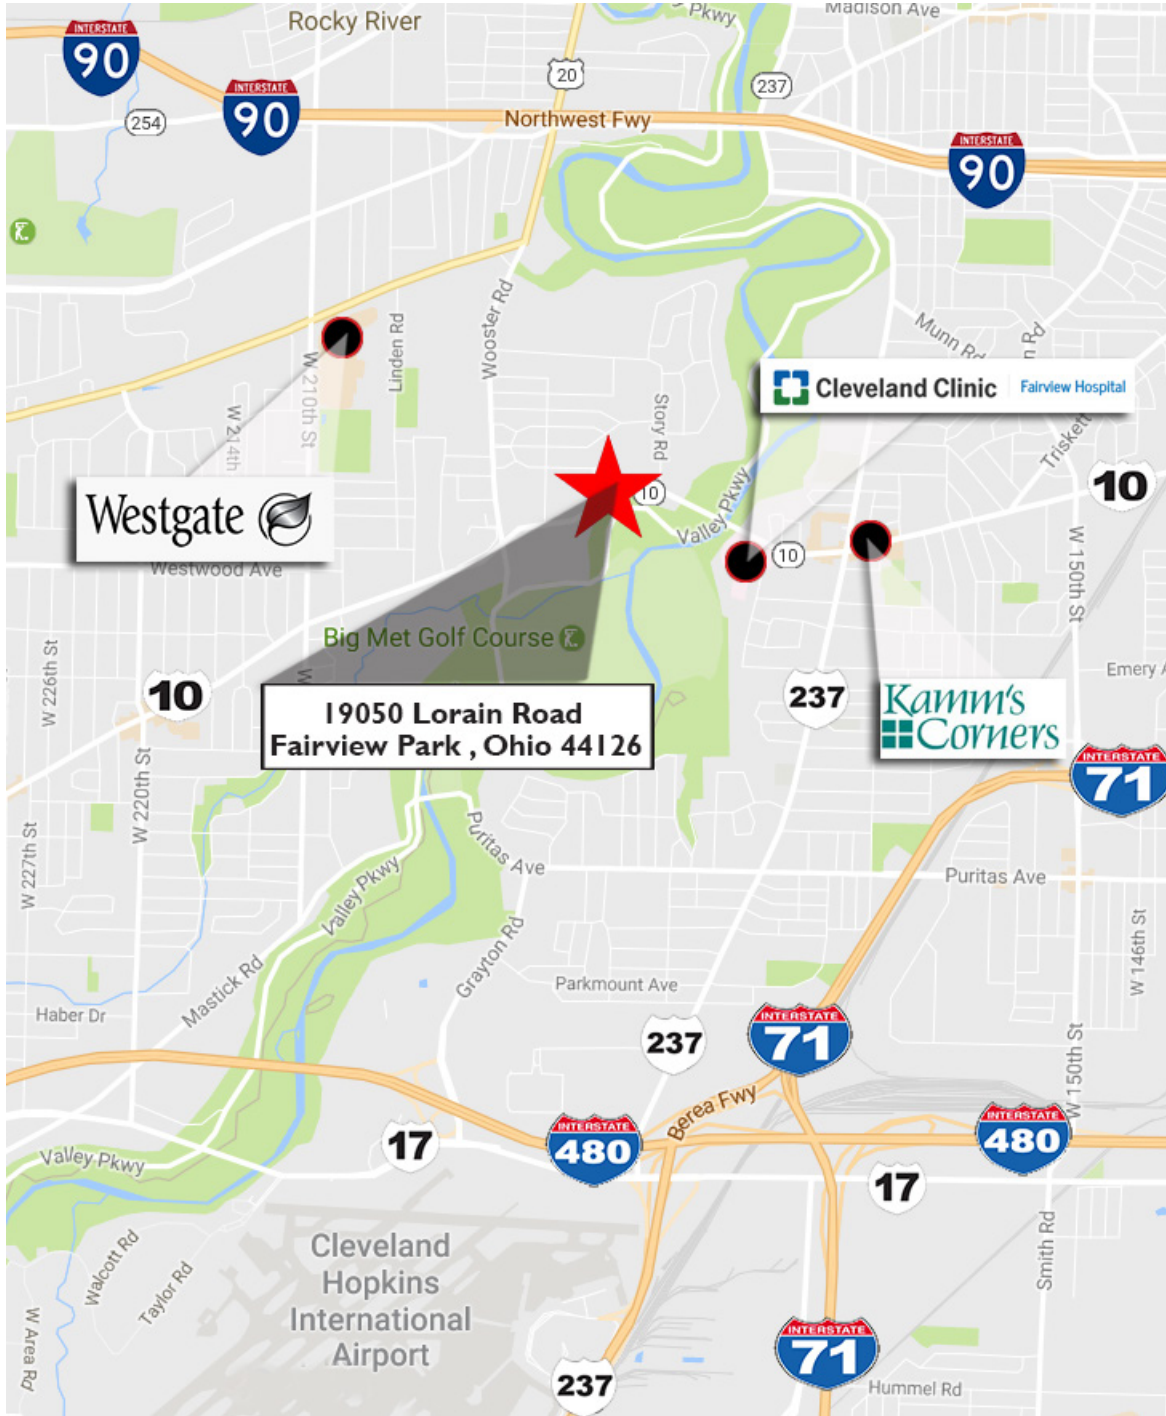 Rocky River
Pkwy
Madison Ave
INTERSTATE
90
20
237
INTERSTATE
90
254
Northwest Fwy
INTERSTATE
90
Wooster Rd
Linden Rd
W 210th St
W 214th
Munn Rd
n Rd
Cleveland Clinic
Fairview Hospital
Story Rd
Triskett
10
10
Valley Pkwy
Westgate
10
W 150th St
Westwood Ave
Big Met Golf Course
W 226th St
Emery
10
237
Kamm's
Corners
19050 Lorain Road
Fairview Park , Ohio 44126
W
INTERSTATE
71
W 220th St
Puritas Ave
W 227th St
Puritas Ave
Valley Pkwy
W 146th St
Grayton Rd
Mastick Rd
Parkmount Ave
Haber Dr
237
INTERSTATE
71
W 150th St
Berea Fwy
17
INTERSTATE
480
INTERSTATE
480
Valley Pkwy
17
Walcott Rd
Taylor Rd
Smith Rd
Cleveland
Hopkins
International
Airport
W Area Rd
INTERSTATE
71
237
Hummel Rd